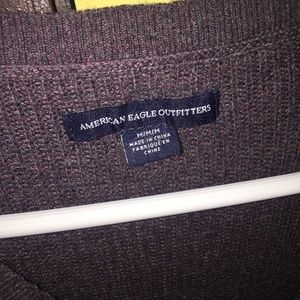 AMERICAN EAGLE OUTFITTERS
M/M/M
MADE IN CHINA
FABRIQUÉ EN
CHINE